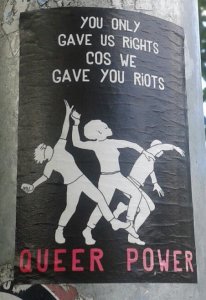 YOU ONLY
GAVE US RIGHTS
COS WE
GAVE YOU RIOTS
QUEER POWER